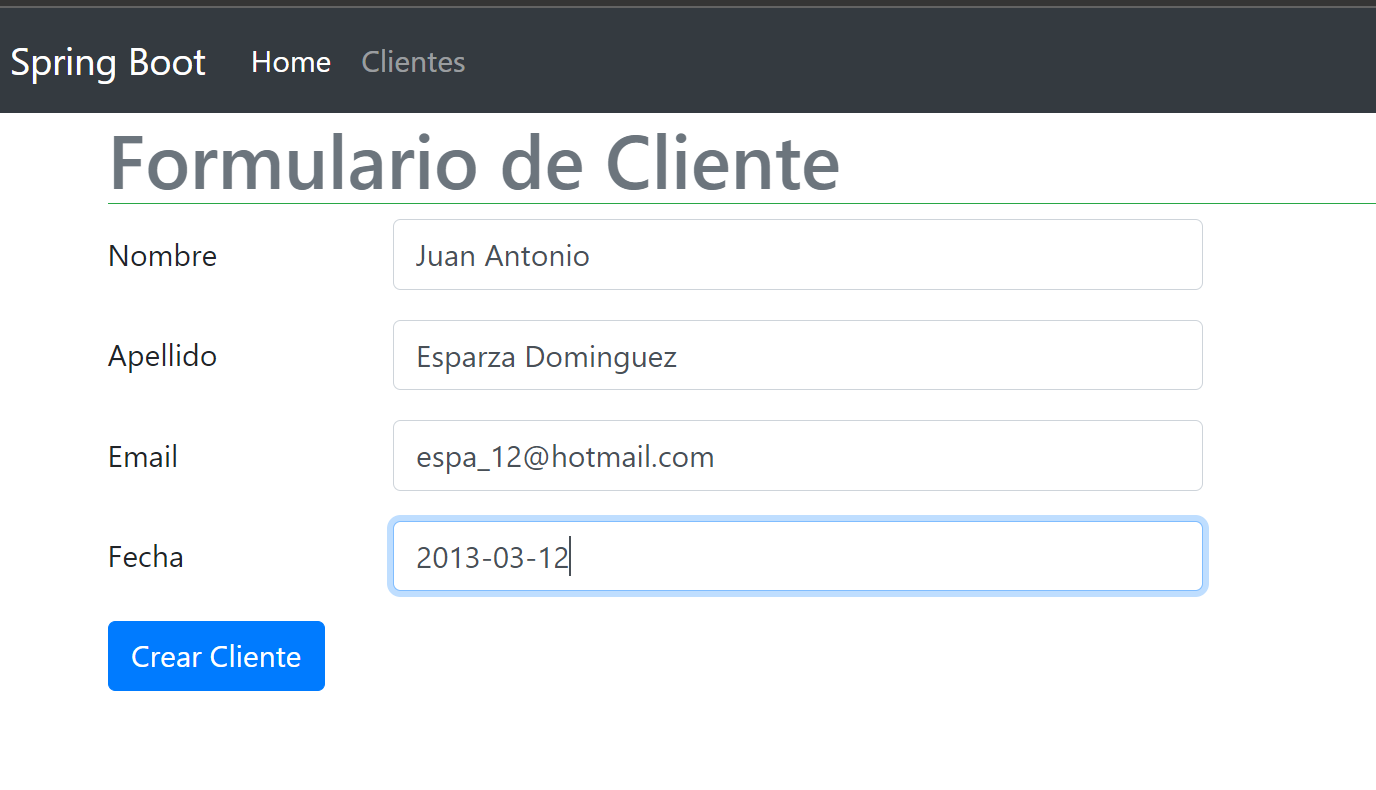 Spring Boot Home Clientes
Formulario de Cliente
Nombre Juan Antonio
Apellido Esparza Dominguez
Email espa_12@hotmail.com
Fecha 2013-03-12
Crear Cliente